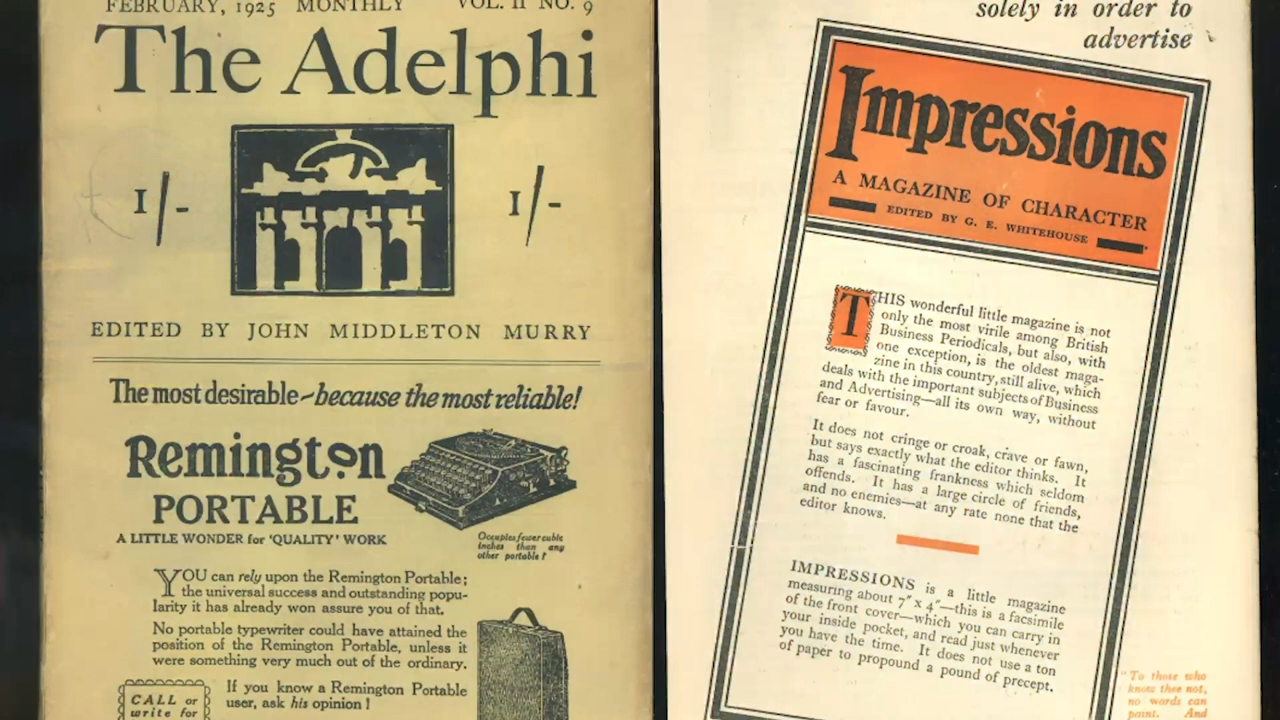 FEBRUARY, 1925 MONTHLY VOL. II NO. 9
The Adelphi
1/- 1/-
EDITED BY JOHN MIDDLETON MURRY
The most desirable—because the most reliable!
Remington
PORTABLE
A LITTLE WONDER for 'QUALITY' WORK
Occupies fewer cubic
inches than any
other portable!
YOU can rely upon the Remington Portable;
the universal success and outstanding popu-
larity it has already won assure you of that.
No portable typewriter could have attained the
position of the Remington Portable, unless it
were something very much out of the ordinary.
If you know a Remington Portable
user, ask his opinion!
CALL or
write for
solely in order to
advertise
Impressions
A MAGAZINE OF CHARACTER
EDITED BY G. E. WHITEHOUSE
THIS wonderful little magazine is not
only the most virile among British
Business Periodicals, but also, with
one exception, is the oldest maga-
zine in this country, still alive, which
deals with the important subjects of Business
and Advertising—all its own way, without
fear or favour.
It does not cringe or croak, crave or fawn,
but says exactly what the editor thinks. It
has a fascinating frankness which seldom
offends. It has a large circle of friends,
and no enemies—at any rate none that the
editor knows.
IMPRESSIONS is a little magazine
measuring about 7" x 4"—this is a facsimile
of the front cover—which you can carry in
your inside pocket, and read just whenever
you have the time. It does not use a ton
of paper to propound a pound of precept.
"To those who
know thee not,
no words can
paint. And